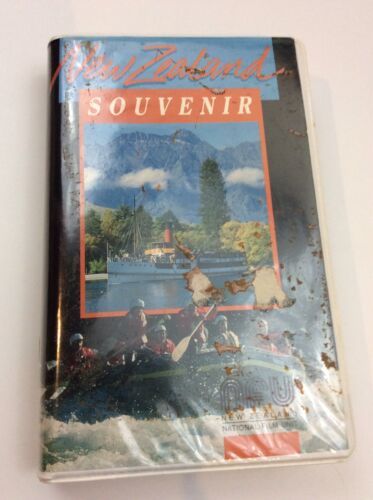 New Zealand
SOUVENIR
NFU
NEW ZEALAND
NATIONAL FILM UNIT